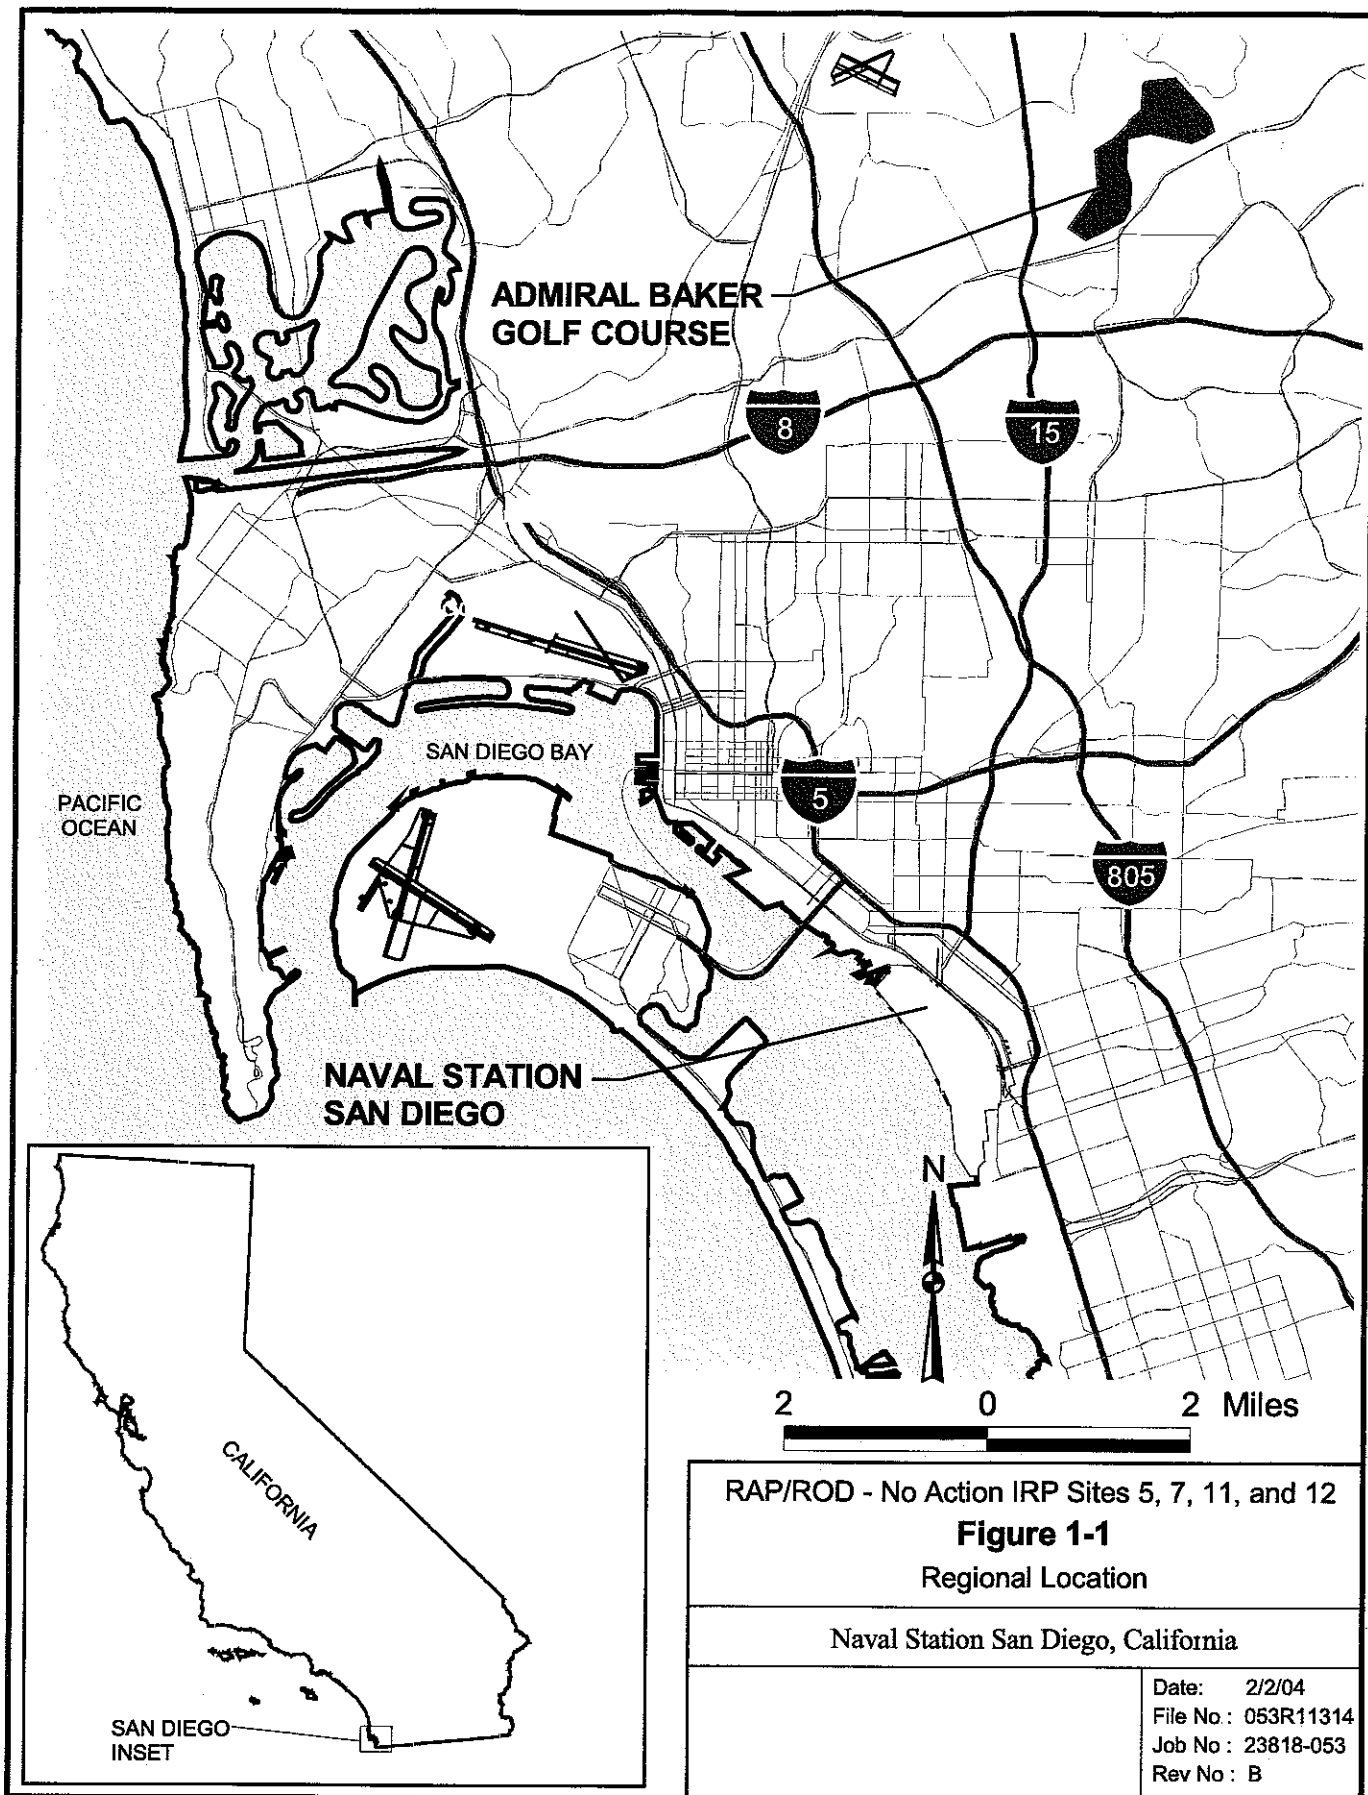 ADMIRAL BAKER
GOLF COURSE
8
15
SAN DIEGO BAY
PACIFIC
OCEAN
5
805
NAVAL STATION
SAN DIEGO
N
CALIFORNIA
SAN DIEGO
INSET
2 0 2 Miles
RAP/ROD - No Action IRP Sites 5, 7, 11, and 12
Figure 1-1
Regional Location
Naval Station San Diego, California
Date: 2/2/04
File No.: 053R11314
Job No: 23818-053
Rev No: B